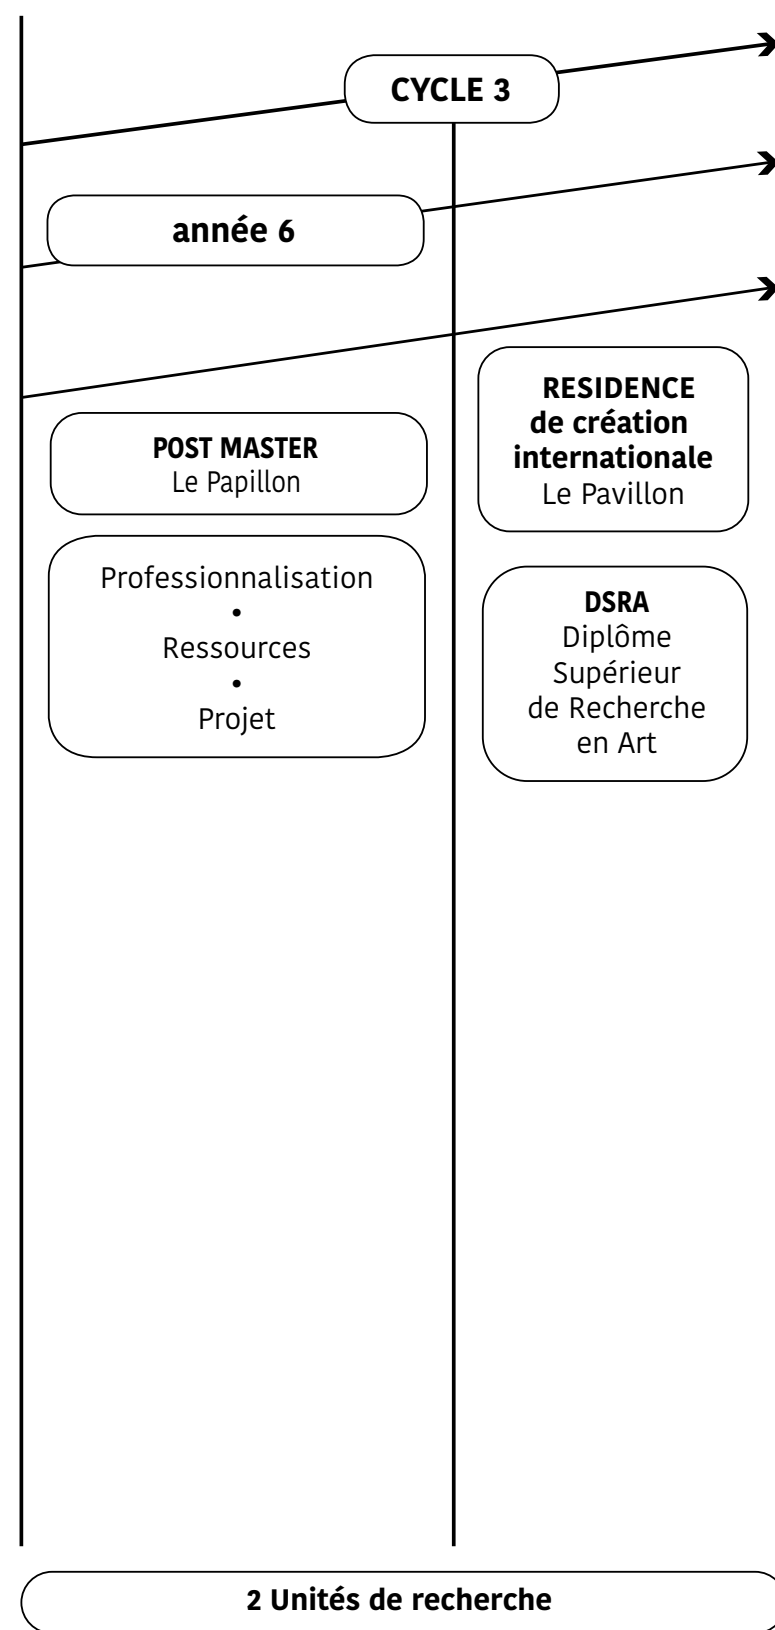 CYCLE 3
année 6
POST MASTER
Le Papillon
Professionnalisation
•
Ressources
•
Projet
RESIDENCE
de création
internationale
Le Pavillon
DSRA
Diplôme
Supérieur
de Recherche
en Art
2 Unités de recherche